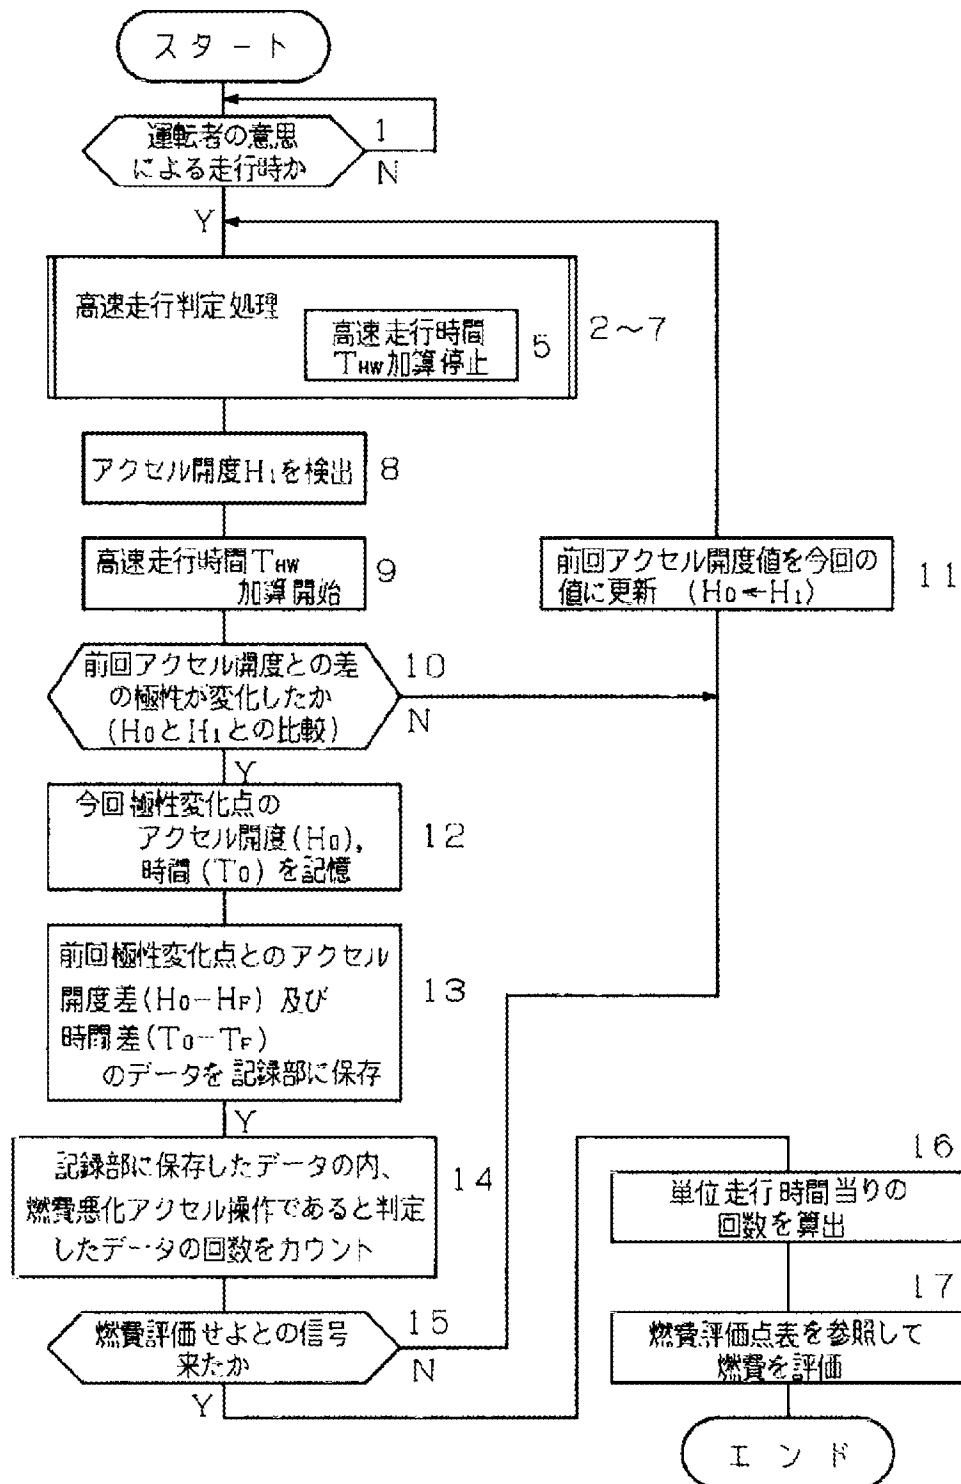 スタート
運転者の意思
による走行時か
1
N
Y
高速走行判定処理
高速走行時間
THW加算停止
5
2～7
アクセル開度H1を検出
8
高速走行時間THW
加算開始
9
前回アクセル開度値を今回の
値に更新 (H0←H1)
11
前回アクセル開度との差
の極性が変化したか
(H0とH1との比較)
10
N
Y
今回極性変化点の
アクセル開度(H0),
時間(T0)を記憶
12
前回極性変化点とのアクセル
開度差(H0-HF)及び
時間差(T0-TF)
のデータを記録部に保存
13
Y
記録部に保存したデータの内、
燃費悪化アクセル操作であると判定
したデータの回数をカウント
14
燃費評価せよとの信号
来たか
15
N
Y
16
単位走行時間当りの
回数を算出
17
燃費評価点表を参照して
燃費を評価
エンド